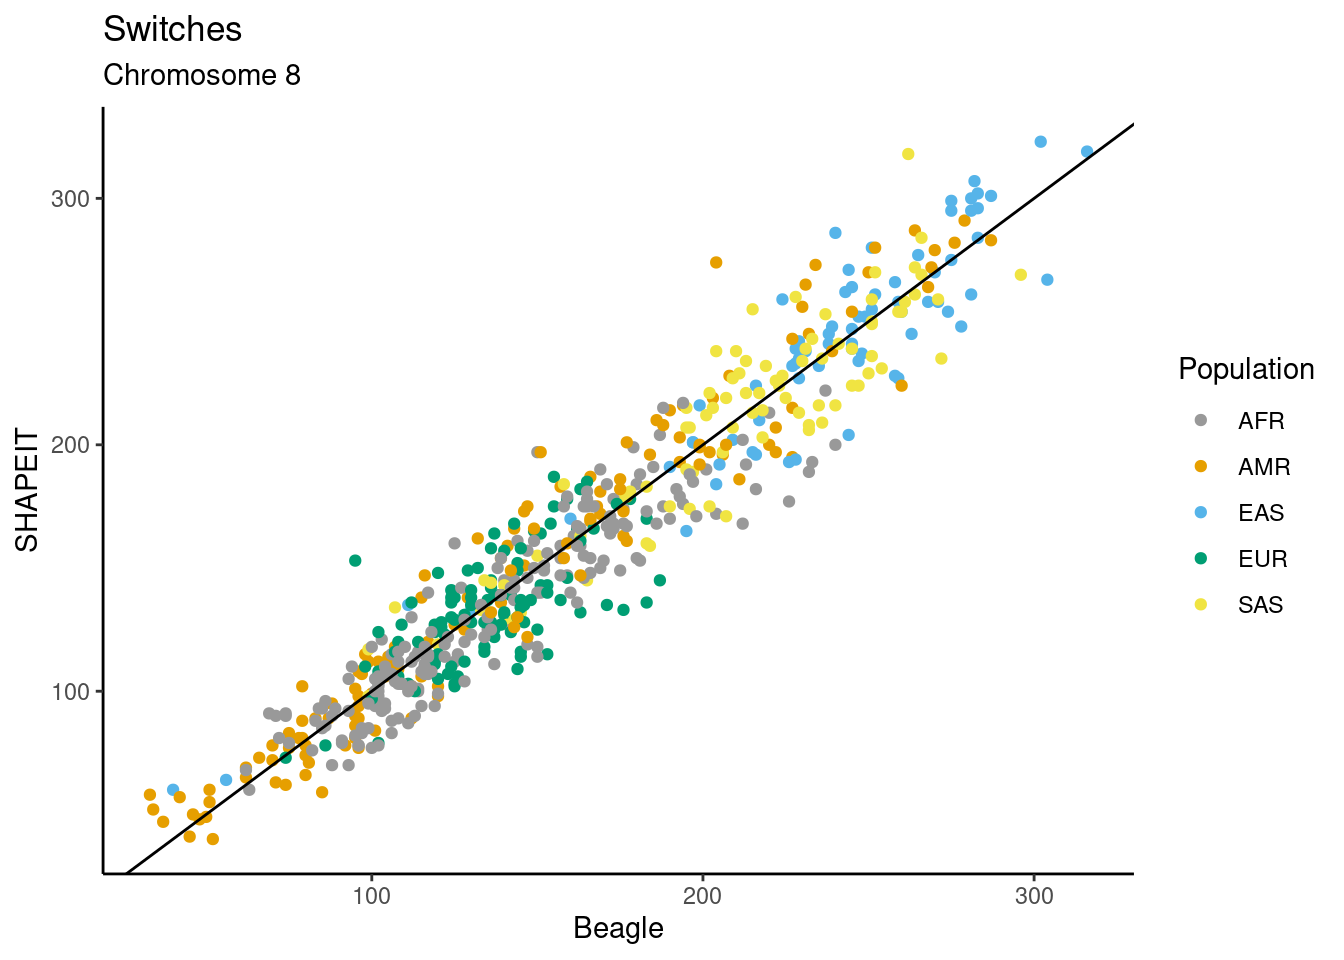 Switches
Chromosome 8
SHAPEIT
300
200
100
100
200
300
Beagle
Population
AFR
AMR
EAS
EUR
SAS